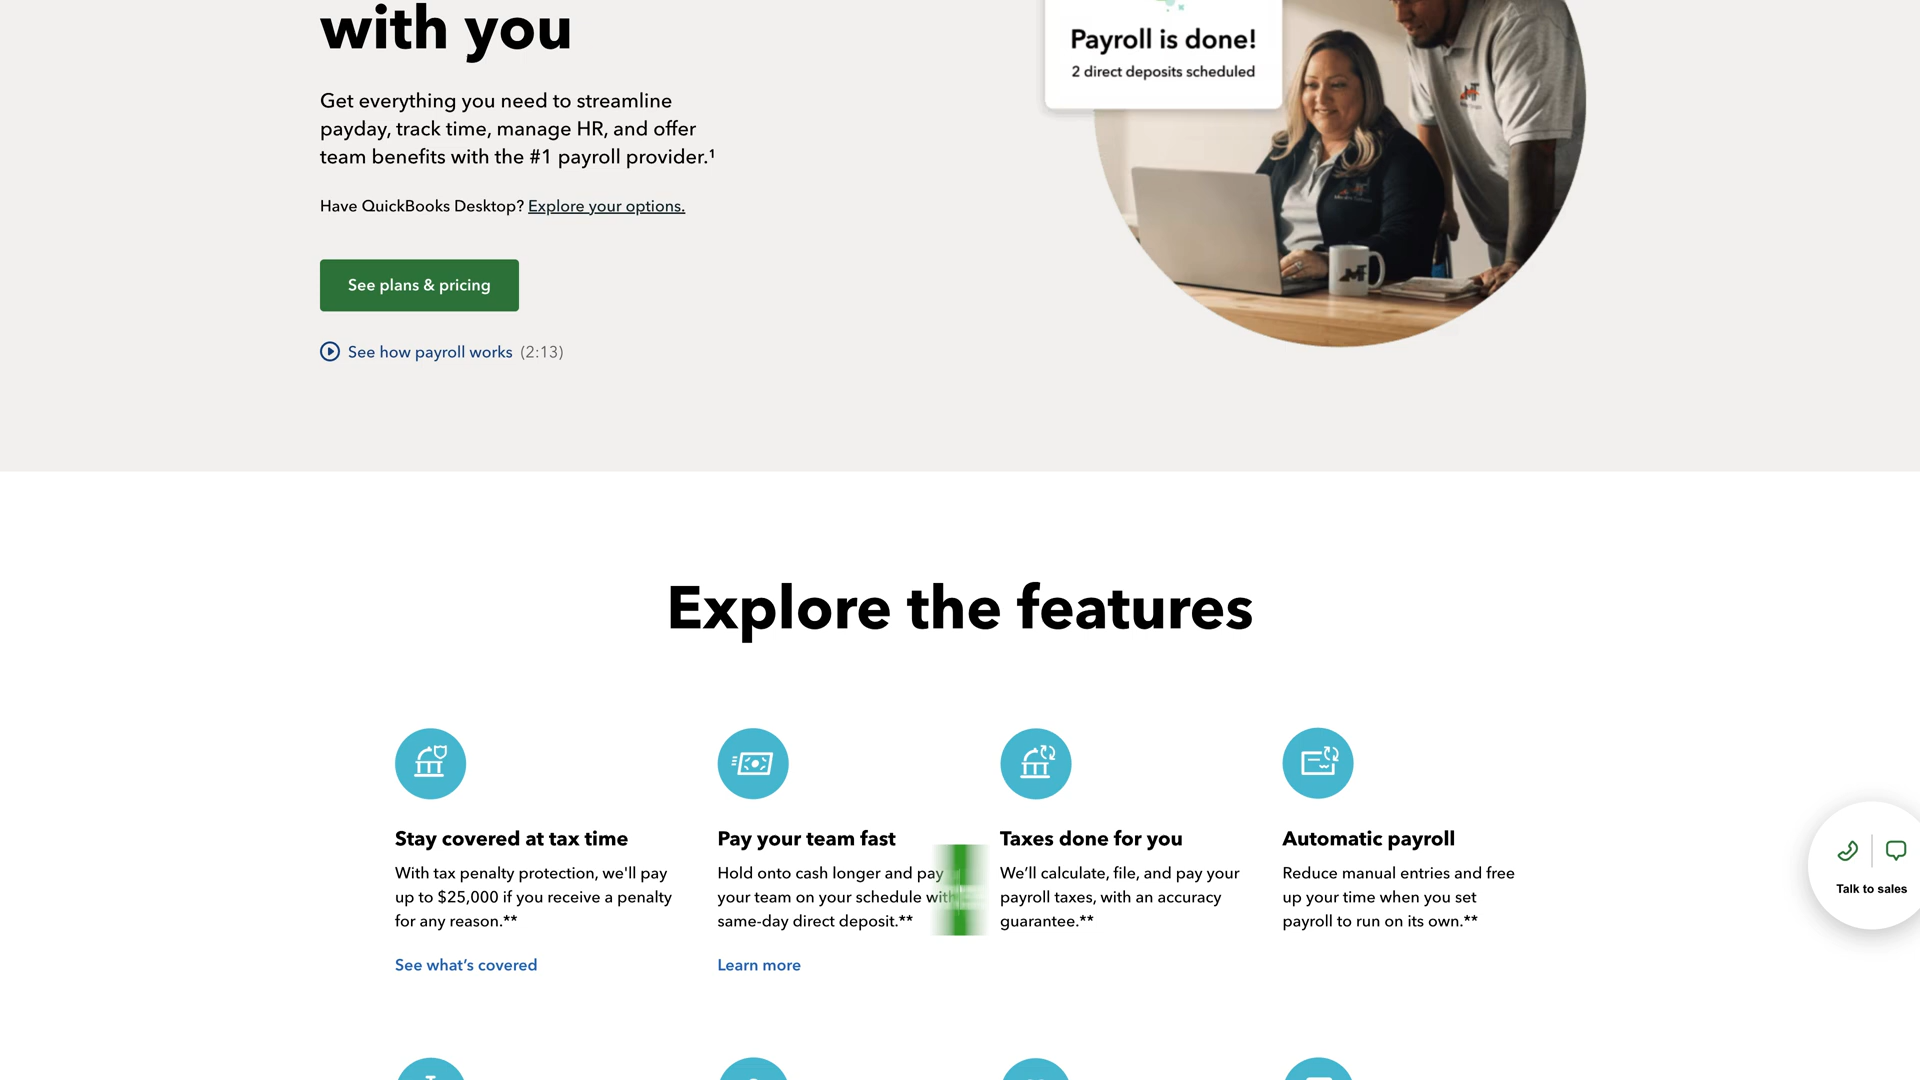 with you
Get everything you need to streamline
payday, track time, manage HR, and offer
team benefits with the #1 payroll provider.¹
Have QuickBooks Desktop? Explore your options.
See plans & pricing
See how payroll works (2:13)
Payroll is done!
2 direct deposits scheduled
Explore the features
Stay covered at tax time
With tax penalty protection, we'll pay
up to $25,000 if you receive a penalty
for any reason.**
See what’s covered
Pay your team fast
Hold onto cash longer and pay
your team on your schedule with
same-day direct deposit.**
Learn more
Taxes done for you
We’ll calculate, file, and pay your
payroll taxes, with an accuracy
guarantee.**
Automatic payroll
Reduce manual entries and free
up your time when you set
payroll to run on its own.**
Talk to sales